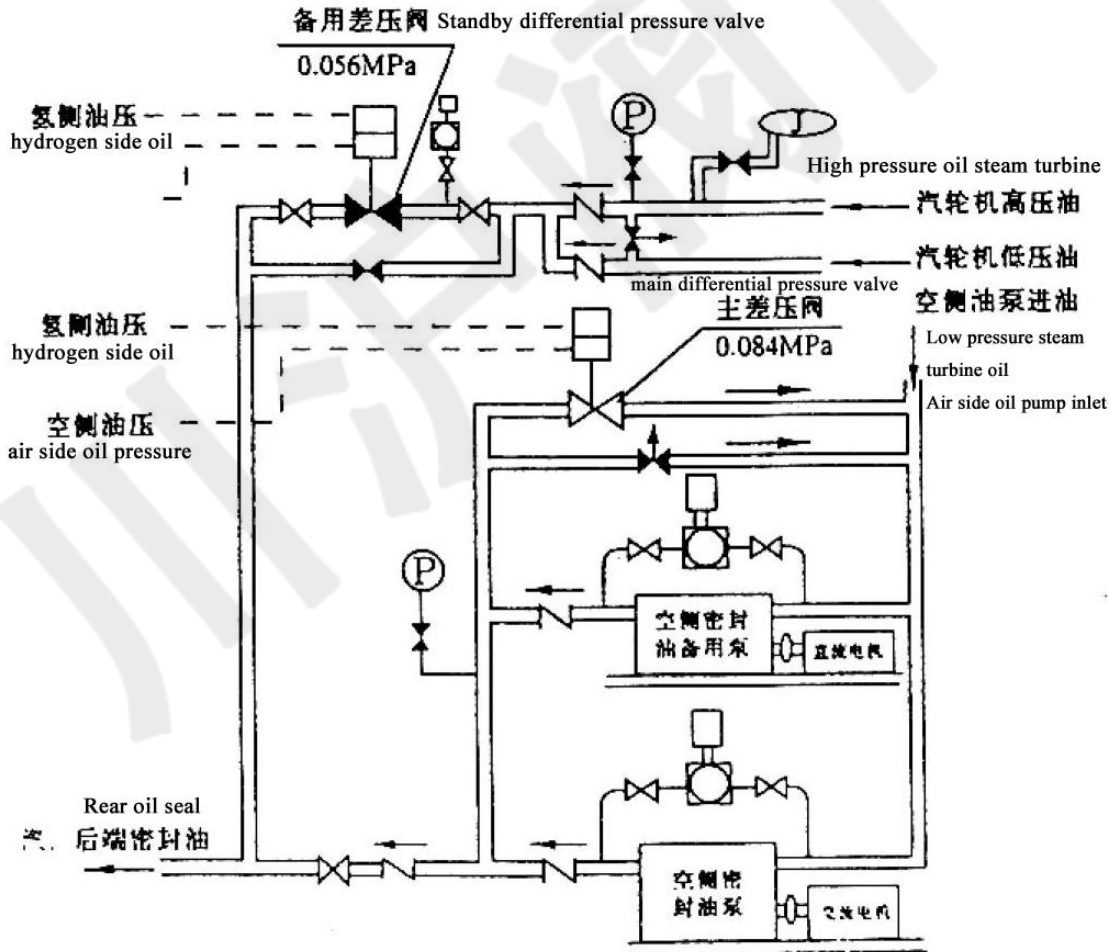 备用差压阀 Standby differential pressure valve
0.056MPa
氢侧油压
hydrogen side oil
P
J
High pressure oil steam turbine
汽轮机高压油
汽轮机低压油
main differential pressure valve
空侧油泵进油
氢侧油压
hydrogen side oil
主差压阀
0.084MPa
Low pressure steam
turbine oil
Air side oil pump inlet
空侧油压
air side oil pressure
P
空侧密封
油备用泵
直流电机
Rear oil seal
汽、后端密封油
空侧密
封油泵
交流电机
川沪阀